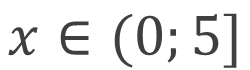 x ∈ (0; 5]